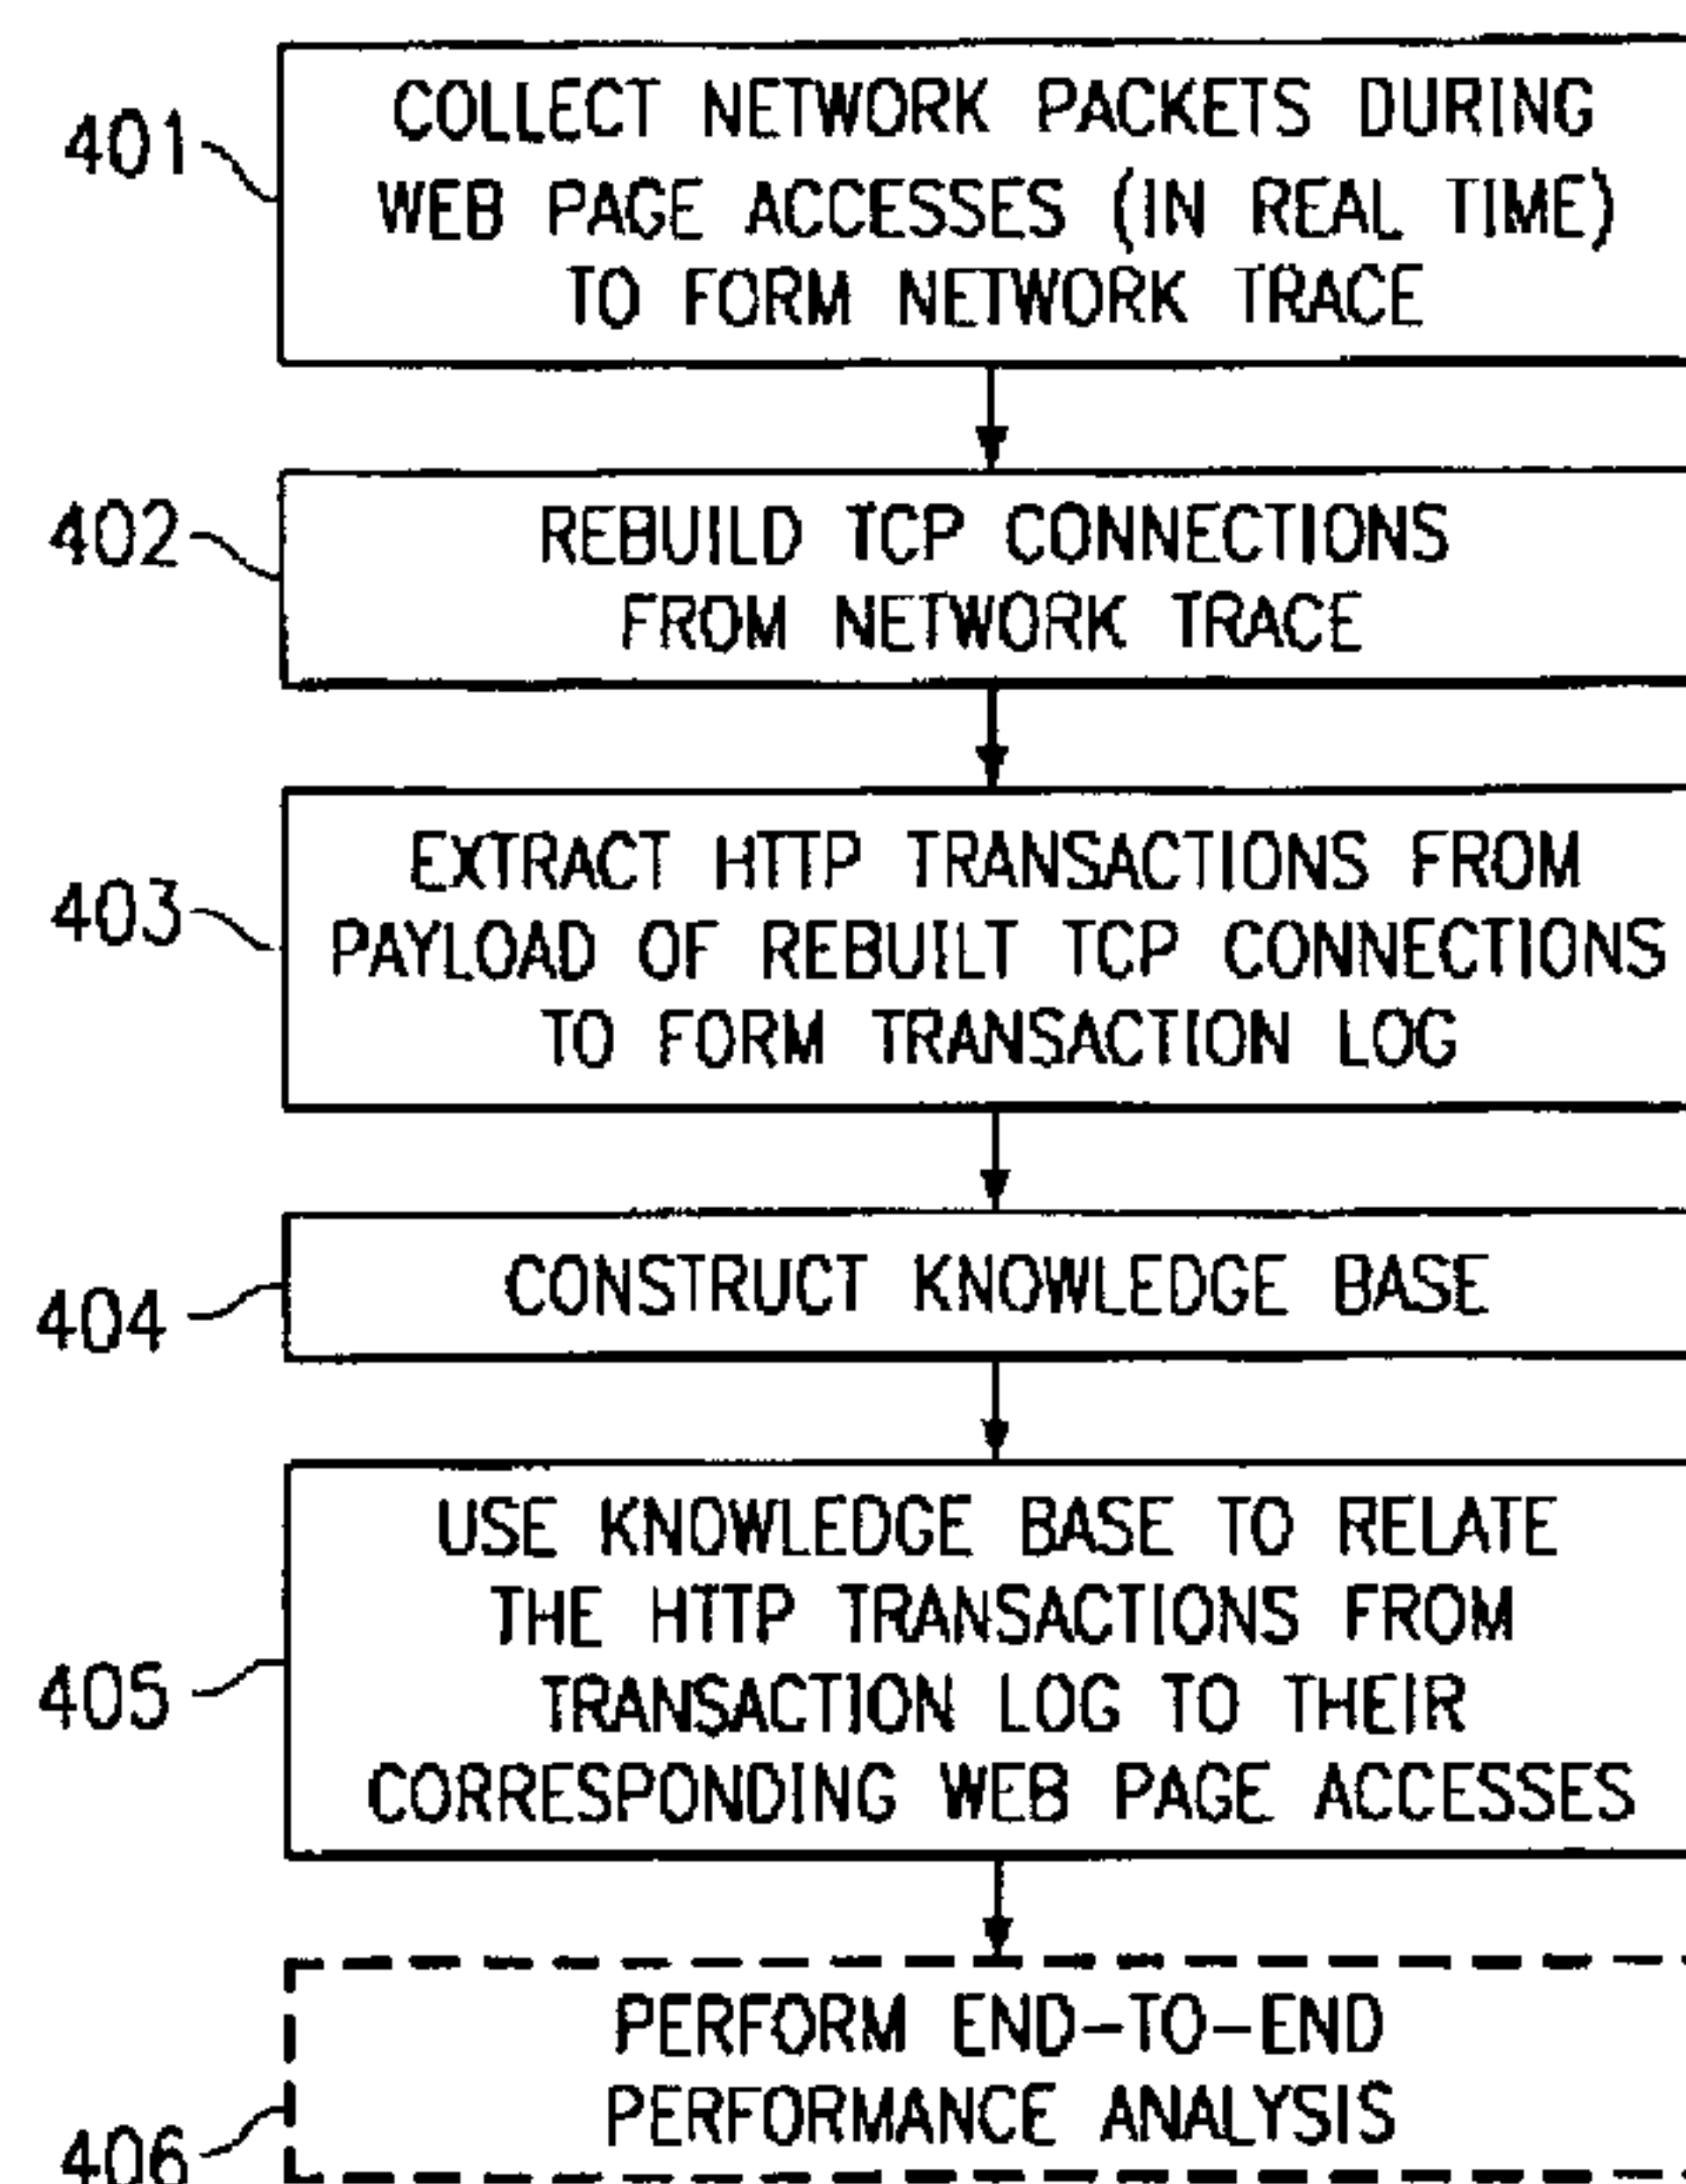 401
COLLECT NETWORK PACKETS DURING
WEB PAGE ACCESSES (IN REAL TIME)
TO FORM NETWORK TRACE
402
REBUILD TCP CONNECTIONS
FROM NETWORK TRACE
403
EXTRACT HTTP TRANSACTIONS FROM
PAYLOAD OF REBUILT TCP CONNECTIONS
TO FORM TRANSACTION LOG
404
CONSTRUCT KNOWLEDGE BASE
405
USE KNOWLEDGE BASE TO RELATE
THE HTTP TRANSACTIONS FROM
TRANSACTION LOG TO THEIR
CORRESPONDING WEB PAGE ACCESSES
406
PERFORM END-TO-END
PERFORMANCE ANALYSIS